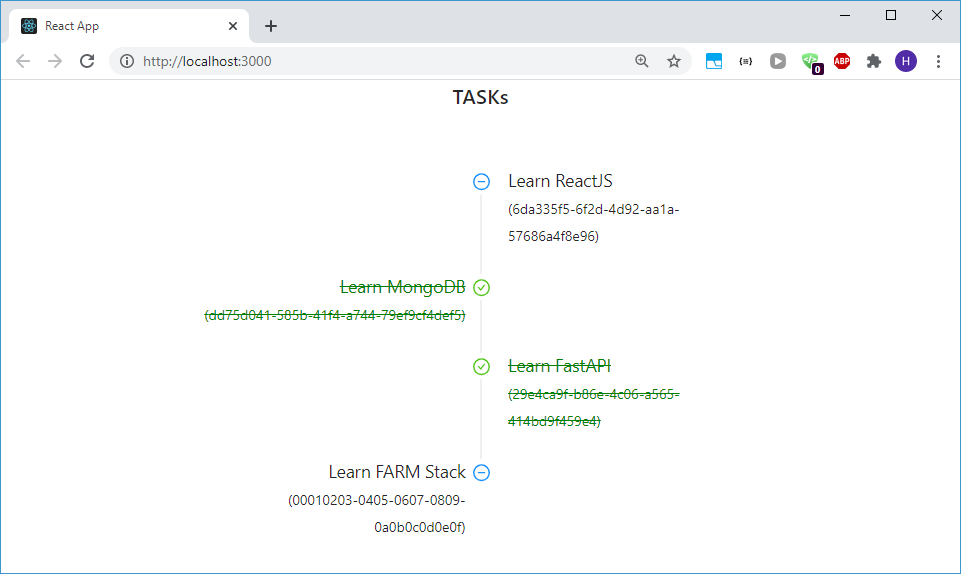 React App
http://localhost:3000
0
ABP
H
TASKs
Learn ReactJS
(6da335f5-6f2d-4d92-aa1a-
57686a4f8e96)
Learn MongoDB
(dd75d041-585b-41f4-a744-79ef9cf4def5)
Learn FastAPI
(29e4ca9f-b86e-4c06-a565-
414bd9f459e4)
Learn FARM Stack
(00010203-0405-0607-0809-
0a0b0c0d0e0f)